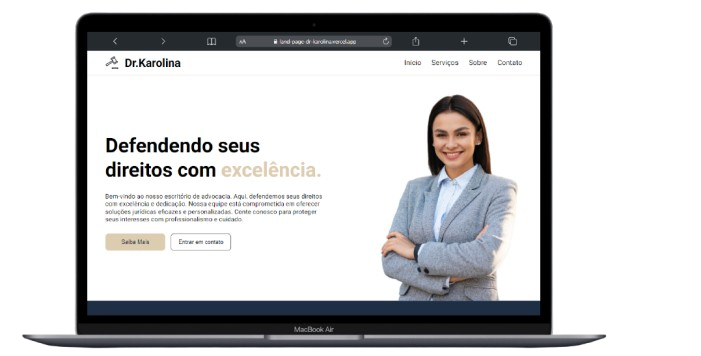 AA land-page-dr-karolina.vercel.app
Dr.Karolina
Início Serviços Sobre Contato
Defendendo seus
direitos com excelência.
Bem-vindo ao nosso escritório de advocacia. Aqui, defendemos seus direitos
com excelência e dedicação. Nossa equipe está comprometida em oferecer
soluções jurídicas eficazes e personalizadas. Conte conosco para proteger
seus interesses com profissionalismo e cuidado.
Saiba Mais Entrar em contato
MacBook Air